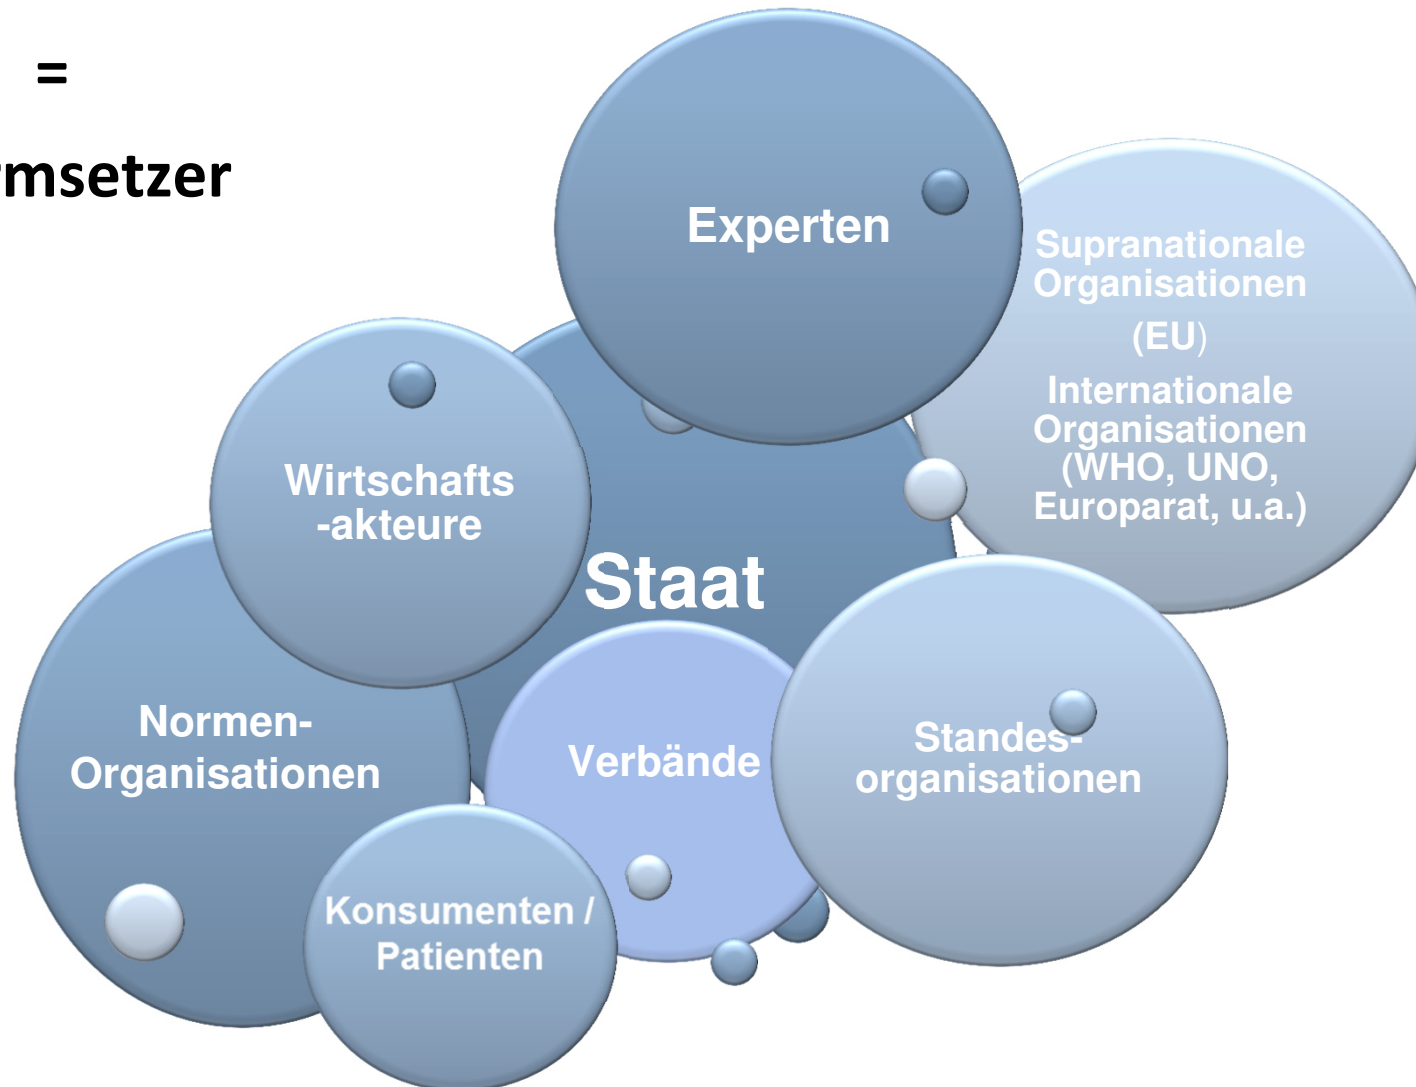 =
rmsetzer
Experten
Supranationale
Organisationen
(EU)
Internationale
Organisationen
(WHO, UNO,
Europarat, u.a.)
Wirtschafts
-akteure
Staat
Normen-
Organisationen
Verbände
Standes-
organisationen
Konsumenten /
Patienten